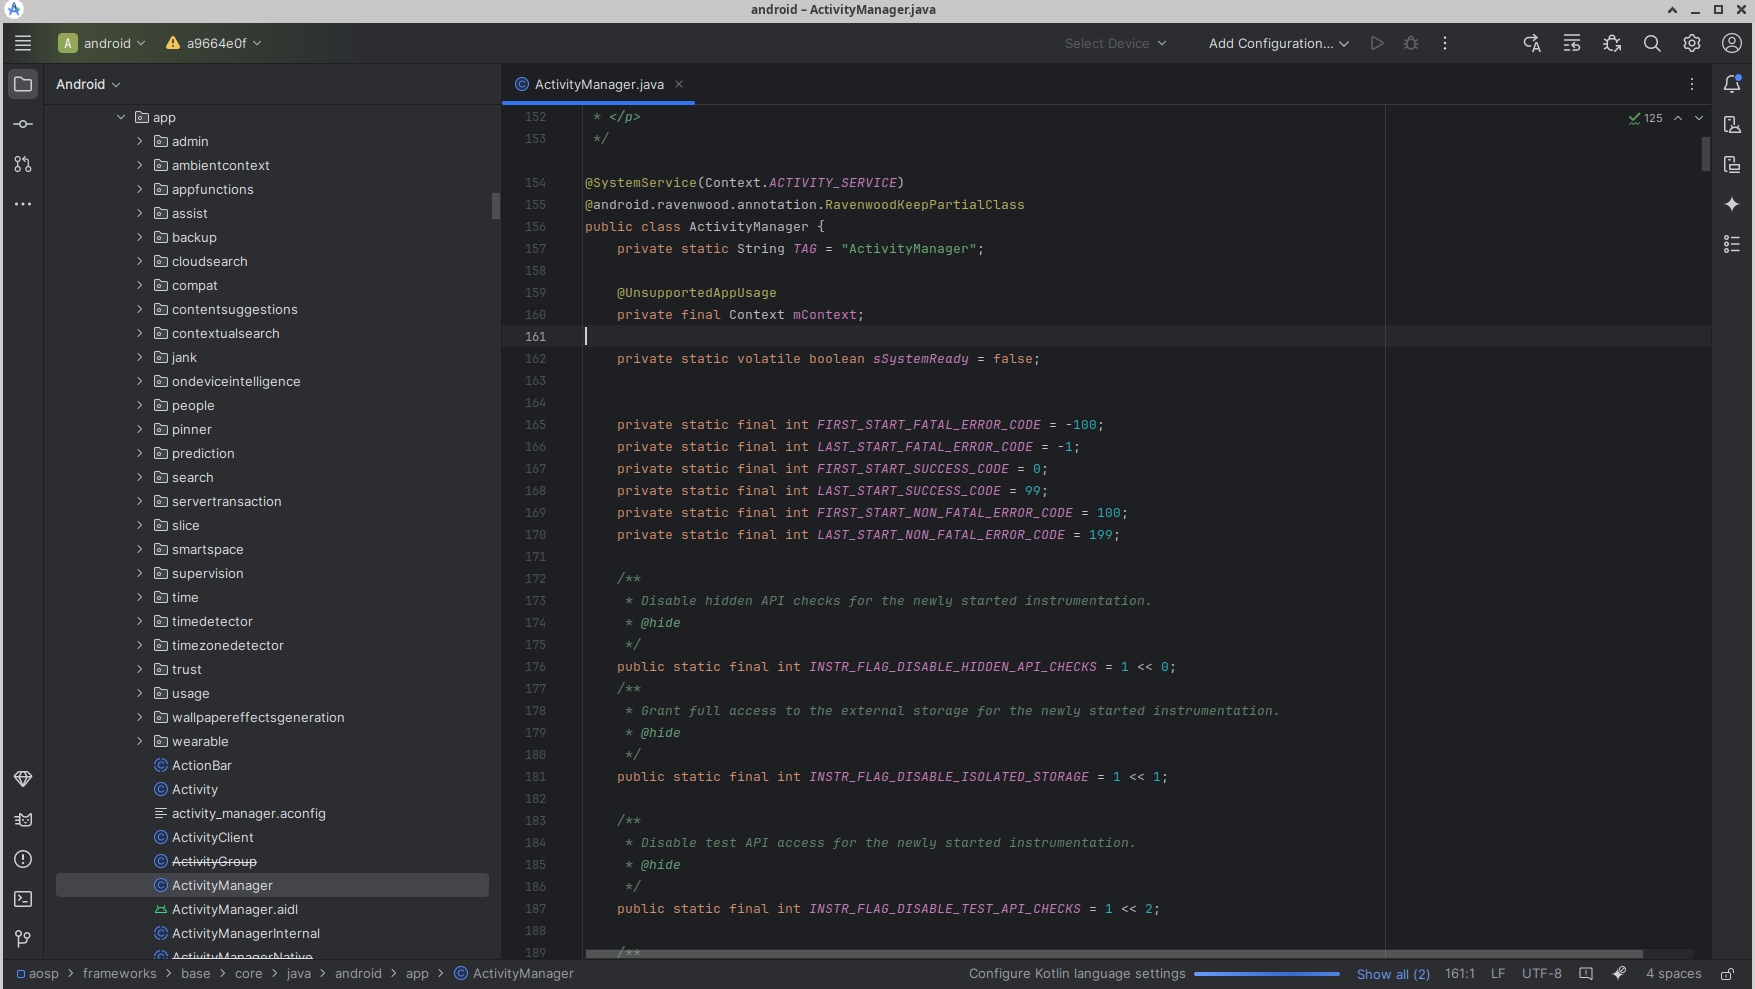 android – ActivityManager.java
A android
a9664e0f
Select Device
Add Configuration...
Android
ActivityManager.java
app
admin
ambientcontext
appfunctions
assist
backup
cloudsearch
compat
contentsuggestions
contextualsearch
jank
ondeviceintelligence
people
pinner
prediction
search
servertransaction
slice
smartspace
supervision
time
timedetector
timezonedetector
trust
usage
wallpapereffectsgeneration
wearable
ActionBar
Activity
activity_manager.aconfig
ActivityClient
ActivityGroup
ActivityManager
ActivityManager.aidl
ActivityManagerInternal
ActivityManagerNative
125
152 * </p>
153 */
154 @SystemService(Context.ACTIVITY_SERVICE)
155 @android.ravenwood.annotation.RavenwoodKeepPartialClass
156 public class ActivityManager {
157 private static String TAG = "ActivityManager";
158
159 @UnsupportedAppUsage
160 private final Context mContext;
161
162 private static volatile boolean sSystemReady = false;
163
164
165 private static final int FIRST_START_FATAL_ERROR_CODE = -100;
166 private static final int LAST_START_FATAL_ERROR_CODE = -1;
167 private static final int FIRST_START_SUCCESS_CODE = 0;
168 private static final int LAST_START_SUCCESS_CODE = 99;
169 private static final int FIRST_START_NON_FATAL_ERROR_CODE = 100;
170 private static final int LAST_START_NON_FATAL_ERROR_CODE = 199;
171
172 /**
173 * Disable hidden API checks for the newly started instrumentation.
174 * @hide
175 */
176 public static final int INSTR_FLAG_DISABLE_HIDDEN_API_CHECKS = 1 << 0;
177 /**
178 * Grant full access to the external storage for the newly started instrumentation.
179 * @hide
180 */
181 public static final int INSTR_FLAG_DISABLE_ISOLATED_STORAGE = 1 << 1;
182
183 /**
184 * Disable test API access for the newly started instrumentation.
185 * @hide
186 */
187 public static final int INSTR_FLAG_DISABLE_TEST_API_CHECKS = 1 << 2;
188
189 /**
aosp > frameworks > base > core > java > android > app > ActivityManager
Configure Kotlin language settings
Show all (2)
161:1
LF
UTF-8
4 spaces